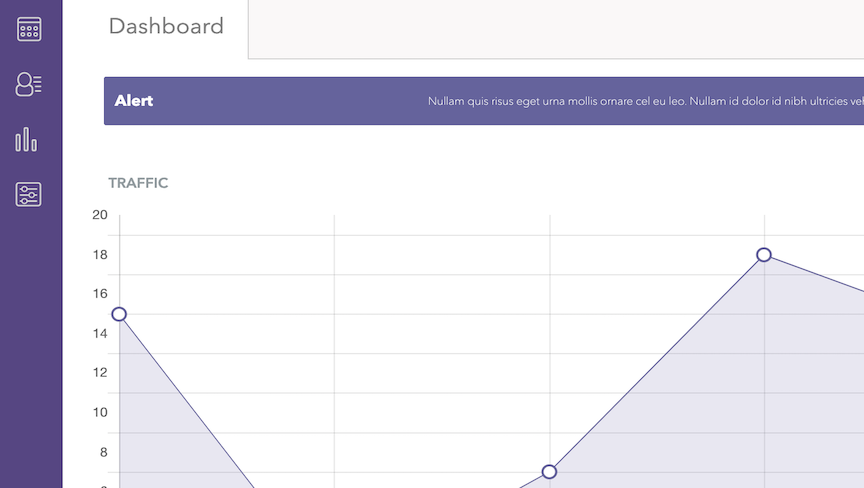 Dashboard
Alert
Nullam quis risus eget urna mollis ornare cel eu leo. Nullam id dolor id nibh ultricies
TRAFFIC
20
18
16
14
12
10
8